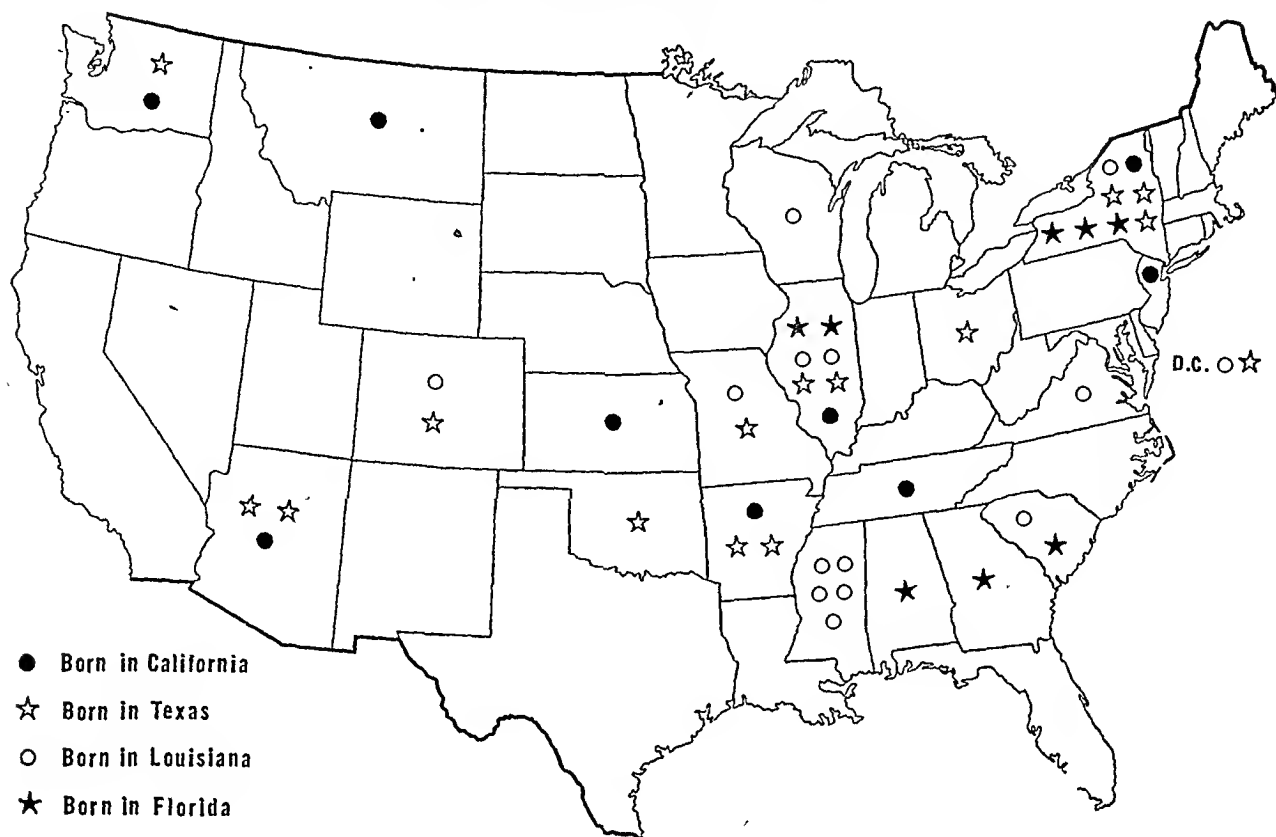 D.C.
Born in California
Born in Texas
Born in Louisiana
Born in Florida